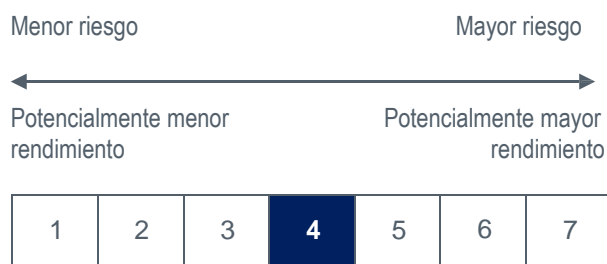 Menor riesgo Mayor riesgo
Potencialmente menor Potencialmente mayor
rendimiento rendimiento
1 2 3 4 5 6 7